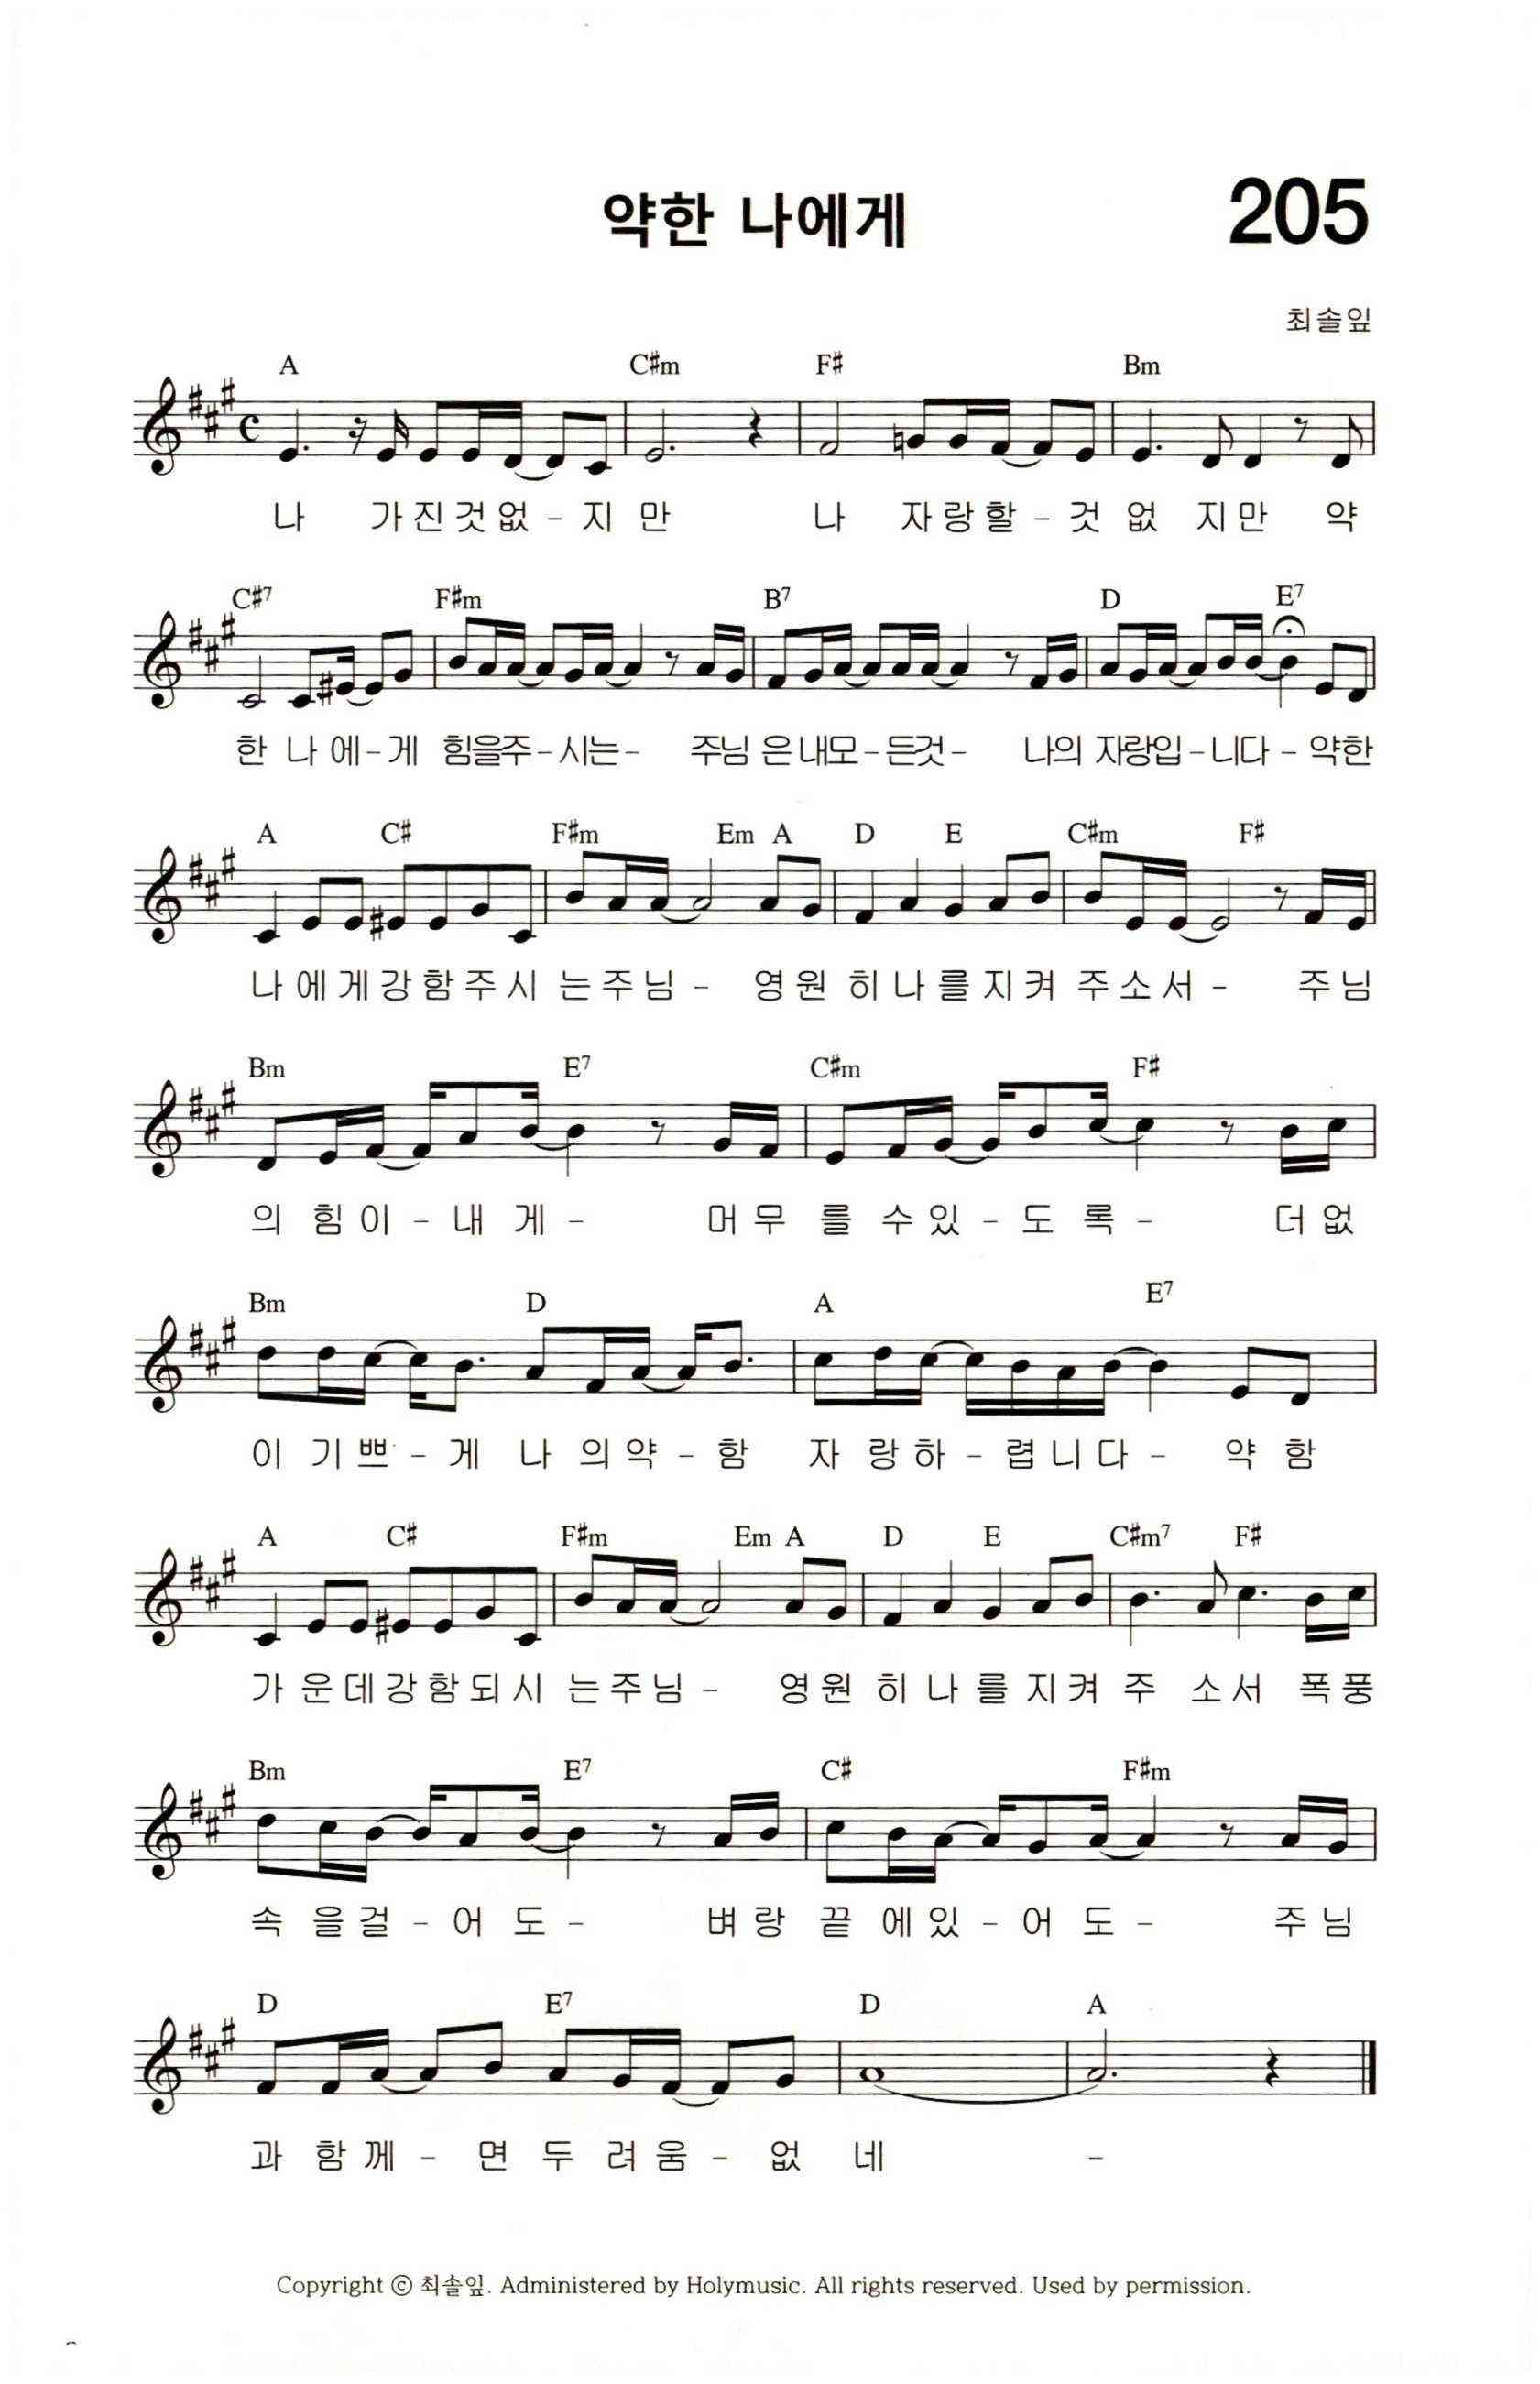 약한 나에게
205
최솔잎
A C#m F# Bm
나 가진것없-지만 나 자랑할-것 없 지만 약
C#7 F#m B7 D E7
한 나에-게 힘을주-시는- 주님 은내모-든것- 나의 자랑입-니다-약한
A C# F#m Em A D E C#m F#
나에게강함주시 는주님- 영원 히나를지켜 주소서- 주님
Bm E7 C#m F#
의 힘이-내 게- 머무 를 수있-도 록- 더없
Bm D A E7
이 기쁘-게 나 의약-함 자 랑하-렵니다- 약 함
A C# F#m Em A D E C#m7 F#
가운데강함되시 는주님- 영원 히나를지켜 주 소서 폭풍
Bm E7 C# F#m
속 을걸-어 도- 벼랑 끝 에있-어 도- 주님
D E7 D A
과 함께-면 두 려움-없 네 -
Copyright ⓒ 최솔잎. Administered by Holymusic. All rights reserved. Used by permission.